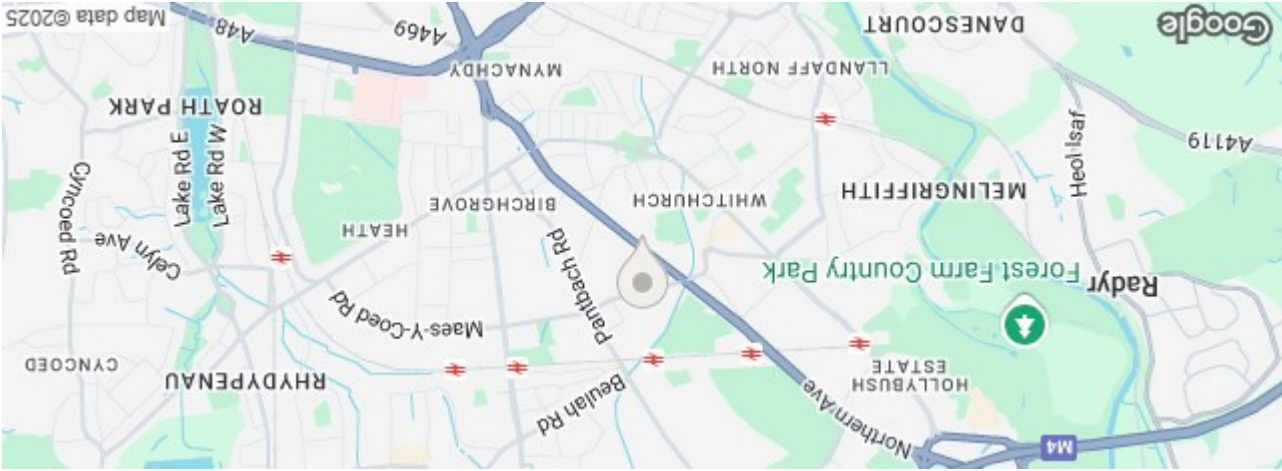 M4
Northern Ave
HOLLYBUSH
ESTATE
Beulah Rd
RHYDYPENAU
CYNCOED
Radyr
Forest Farm Country Park
Maes-Y-Coed Rd
Pantbach Rd
Celyn Ave
Cyncoed Rd
HEATH
BIRCHGROVE
WHITCHURCH
MELINGRIFFITH
Heol Isaf
Lake Rd W
Lake Rd E
A4119
ROATH PARK
MYNACHDY
LLANDAFF NORTH
DANESCOURT
A469
A48
Google
Map data ©2025